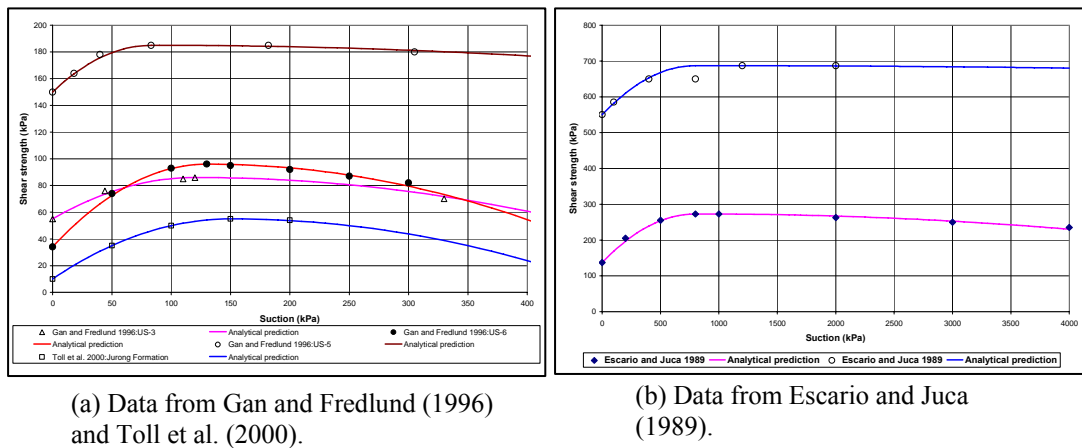 200
180
160
140
120
100
80
60
40
20
0
Shear strength (kPa)
0 50 100 150 200 250 300 350 400
Suction (kPa)
Gan and Fredlund 1996:US-3 Analytical prediction Gan and Fredlund 1996:US-6
Analytical prediction Gan and Fredlund 1996:US-5 Analytical prediction
Toll et al. 2000:Jurong Formation Analytical prediction
(a) Data from Gan and Fredlund (1996)
and Toll et al. (2000).
800
700
600
500
400
300
200
100
0
Shear strength (kPa)
0 500 1000 1500 2000 2500 3000 3500 4000
Suction (kPa)
Escario and Juca 1989 Analytical prediction Escario and Juca 1989 Analytical prediction
(b) Data from Escario and Juca
(1989).